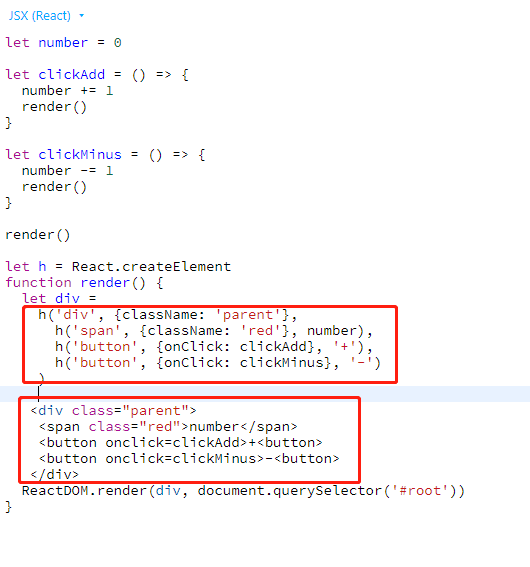 JSX (React)
let number = 0
let clickAdd = () => {
number += 1
render()
}
let clickMinus = () => {
number -= 1
render()
}
render()
let h = React.createElement
function render() {
let div =
h('div', {className: 'parent'},
h('span', {className: 'red'}, number),
h('button', {onClick: clickAdd}, '+'),
h('button', {onClick: clickMinus}, '-')
)
<div class="parent">
<span class="red">number</span>
<button onclick=clickAdd>+<button>
<button onclick=clickMinus>-<button>
</div>
ReactDOM.render(div, document.querySelector('#root'))
}